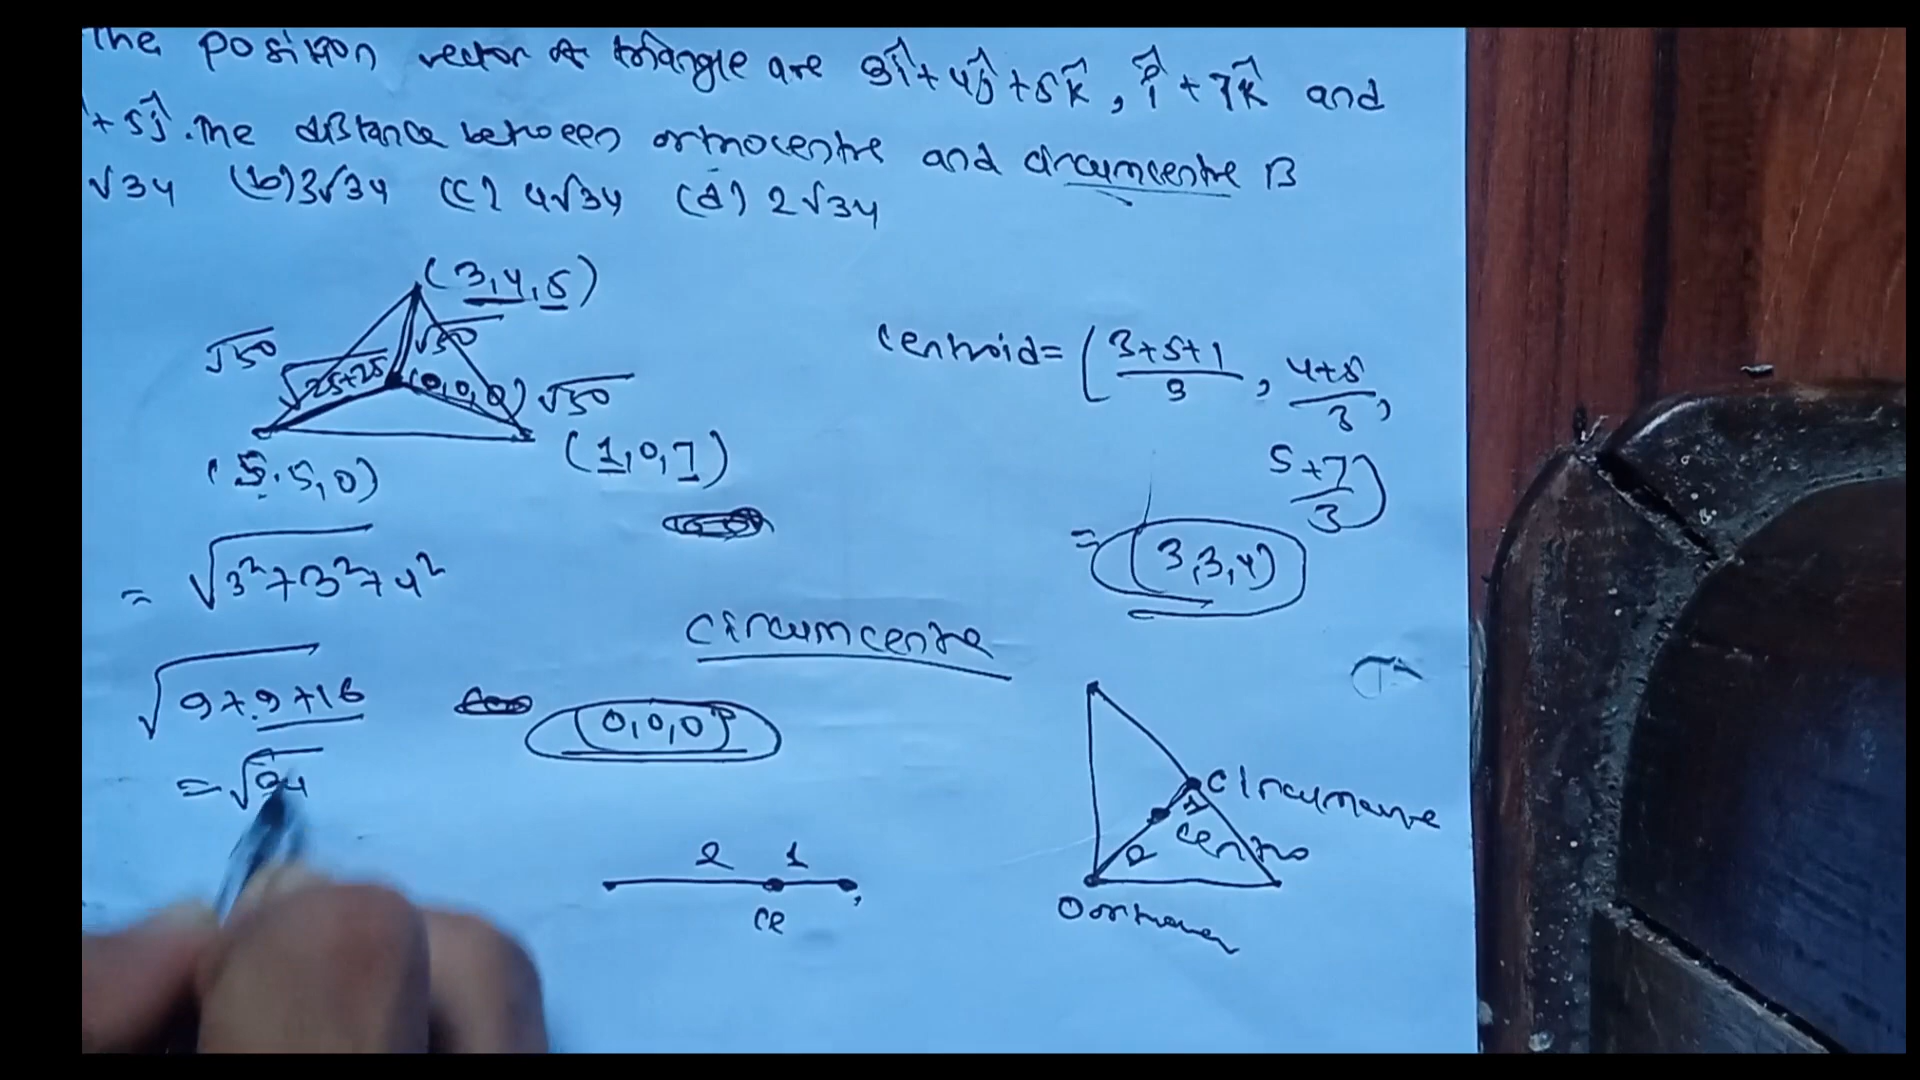 The position vector of triangle are 3î+4ĵ+5k̂, î+7k̂ and
+5ĵ. The distance between orthocentre and circumcentre is
√34 (b) 3√34 (c) 4√34 (d) 2√34
(3,4,5)
√50 √50
√25+25 (0,0,0) √50
(5,5,0) (1,0,7)
= √3²+3²+4²
√9+9+16
=√34
centroid = (3+5+1/3, 4+5/3,
5+7/3)
= (3,3,4)
circumcentre
(0,0,0)
2 1
circumcentre
1
centro
2